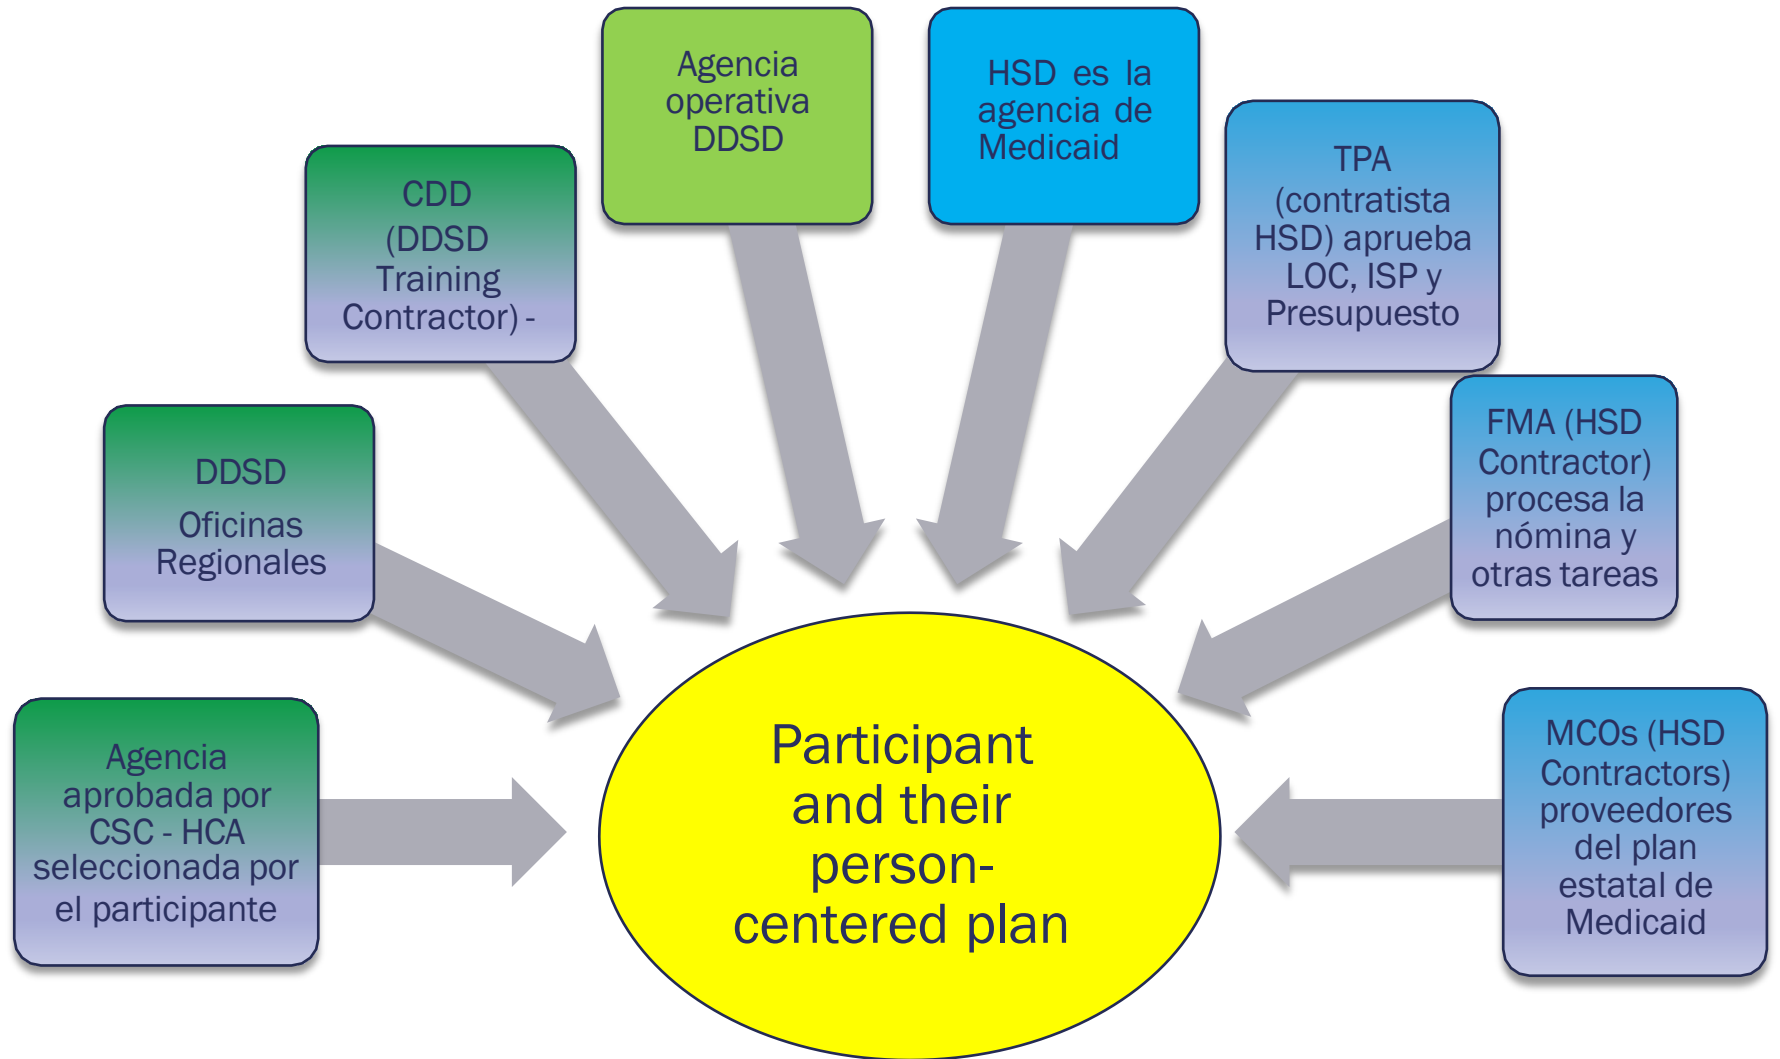 Agencia
operativa
DDSD
HSD es la
agencia de
Medicaid
CDD
(DDSD
Training
Contractor) -
TPA
(contratista
HSD) aprueba
LOC, ISP y
Presupuesto
DDSD
Oficinas
Regionales
FMA (HSD
Contractor)
procesa la
nómina y
otras tareas
Agencia
aprobada por
CSC - HCA
seleccionada por
el participante
Participant
and their
person-
centered plan
MCOs (HSD
Contractors)
proveedores
del plan
estatal de
Medicaid